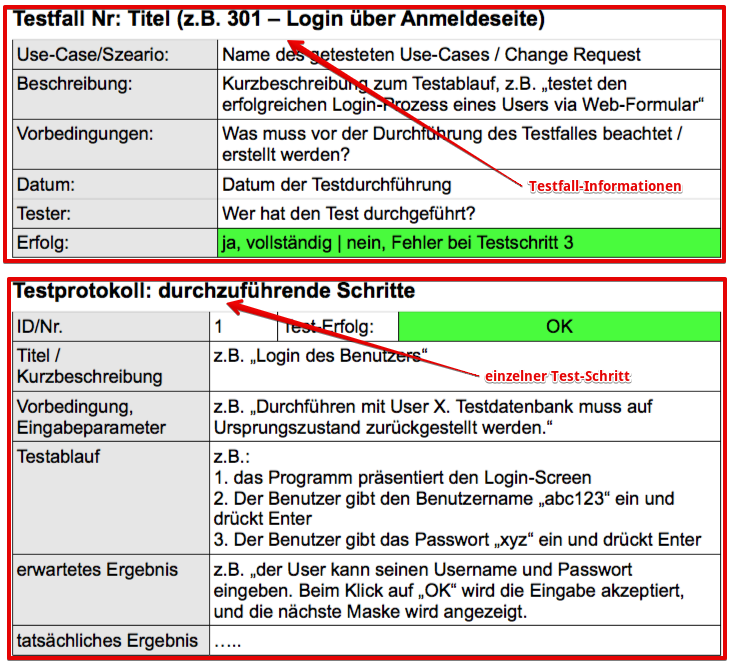 Testfall Nr: Titel (z.B. 301 – Login über Anmeldeseite)
Use-Case/Szeario: Name des getesteten Use-Cases / Change Request
Beschreibung: Kurzbeschreibung zum Testablauf, z.B. „testet den
erfolgreichen Login-Prozess eines Users via Web-Formular“
Vorbedingungen: Was muss vor der Durchführung des Testfalles beachtet /
erstellt werden?
Datum: Datum der Testdurchführung
Testfall-Informationen
Tester: Wer hat den Test durchgeführt?
Erfolg: ja, vollständig | nein, Fehler bei Testschritt 3
Testprotokoll: durchzuführende Schritte
ID/Nr. 1 Test-Erfolg: OK
Titel / z.B. „Login des Benutzers“
Kurzbeschreibung
einzelner Test-Schritt
Vorbedingung, z.B. „Durchführen mit User X. Testdatenbank muss auf
Eingabeparameter Ursprungszustand zurückgestellt werden.“
Testablauf z.B.:
1. das Programm präsentiert den Login-Screen
2. Der Benutzer gibt den Benutzername „abc123“ ein und
drückt Enter
3. Der Benutzer gibt das Passwort „xyz“ ein und drückt Enter
erwartetes Ergebnis z.B. „der User kann seinen Username und Passwort
eingeben. Beim Klick auf „OK“ wird die Eingabe akzeptiert,
und die nächste Maske wird angezeigt.
tatsächliches Ergebnis …..